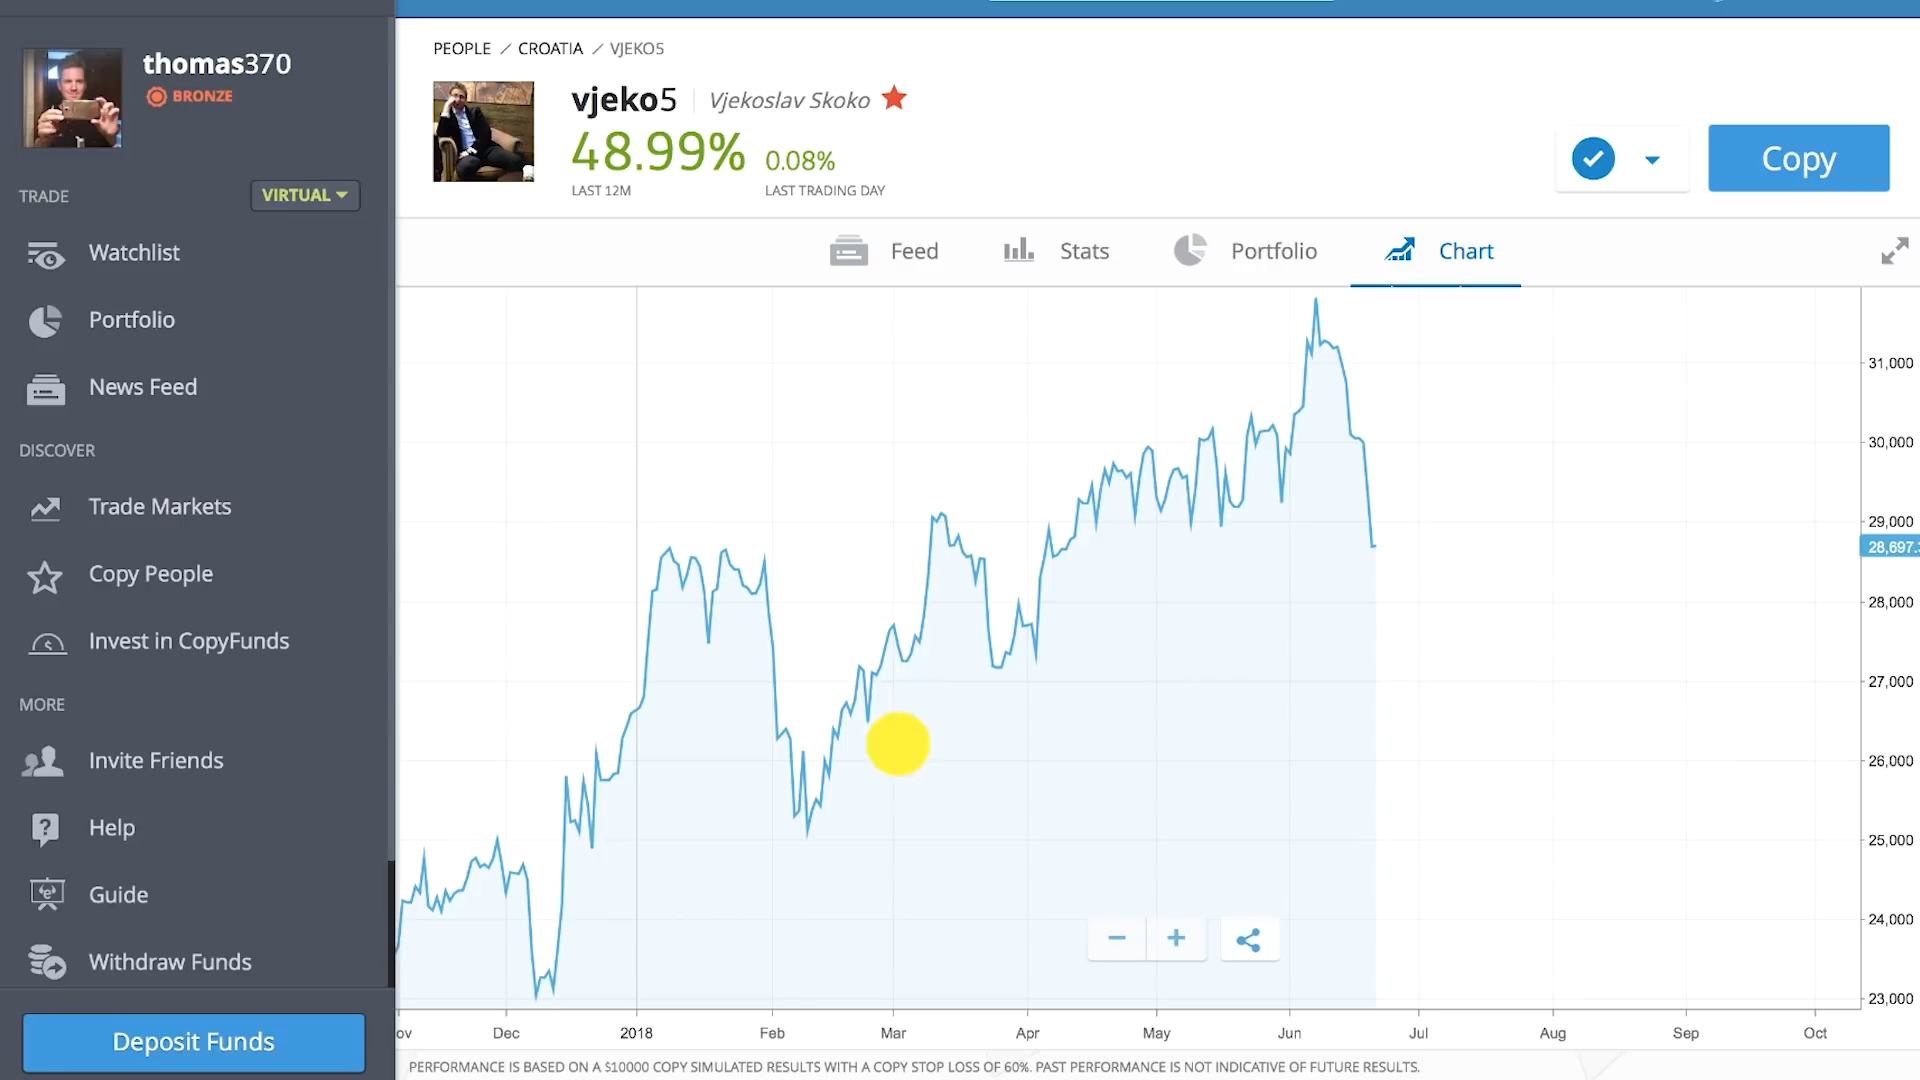 thomas370
BRONZE
TRADE
VIRTUAL
Watchlist
Portfolio
News Feed
DISCOVER
Trade Markets
Copy People
Invest in CopyFunds
MORE
Invite Friends
Help
Guide
Withdraw Funds
Deposit Funds
PEOPLE / CROATIA / VJEKO5
vjeko5 Vjekoslav Skoko
48.99% 0.08%
LAST 12M LAST TRADING DAY
Copy
Feed Stats Portfolio Chart
31,000
30,000
29,000
28,697.
28,000
27,000
26,000
25,000
24,000
23,000
ov Dec 2018 Feb Mar Apr May Jun Jul Aug Sep Oct
PERFORMANCE IS BASED ON A $10000 COPY SIMULATED RESULTS WITH A COPY STOP LOSS OF 60%. PAST PERFORMANCE IS NOT INDICATIVE OF FUTURE RESULTS.